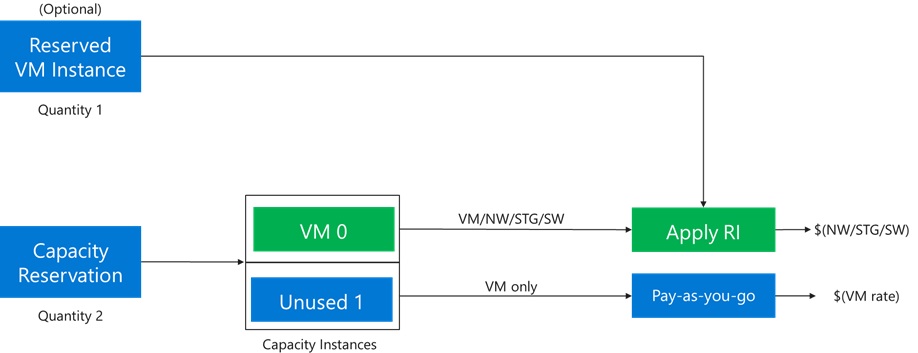 (Optional)
Reserved
VM Instance
Quantity 1
Capacity
Reservation
Quantity 2
VM 0
Unused 1
Capacity Instances
VM/NW/STG/SW
VM only
Apply RI
Pay-as-you-go
$(NW/STG/SW)
$(VM rate)